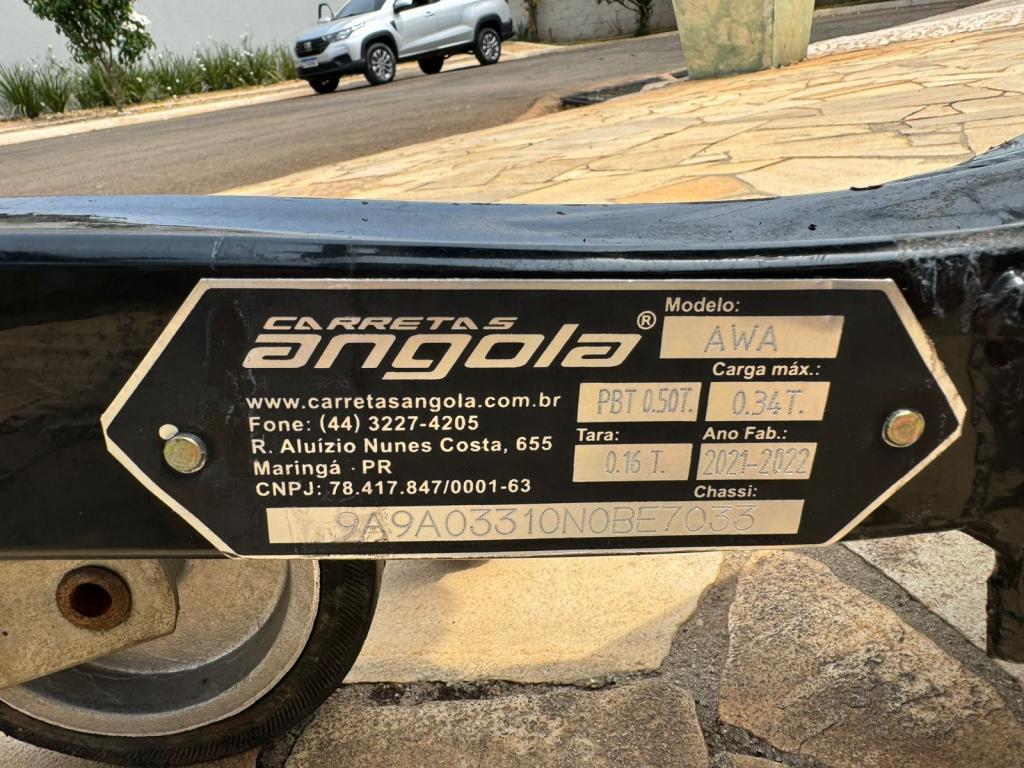 CARRETAS
angola®
www.carretasangola.com.br
Fone: (44) 3227-4205
R. Aluízio Nunes Costa, 655
Maringá · PR
CNPJ: 78.417.847/0001-63
Modelo:
AWA
Carga máx.:
PBT 0.50T. 0.34T.
Tara: Ano Fab.:
0.16 T. 2021-2022
Chassi:
9A9A03310N0BE7033